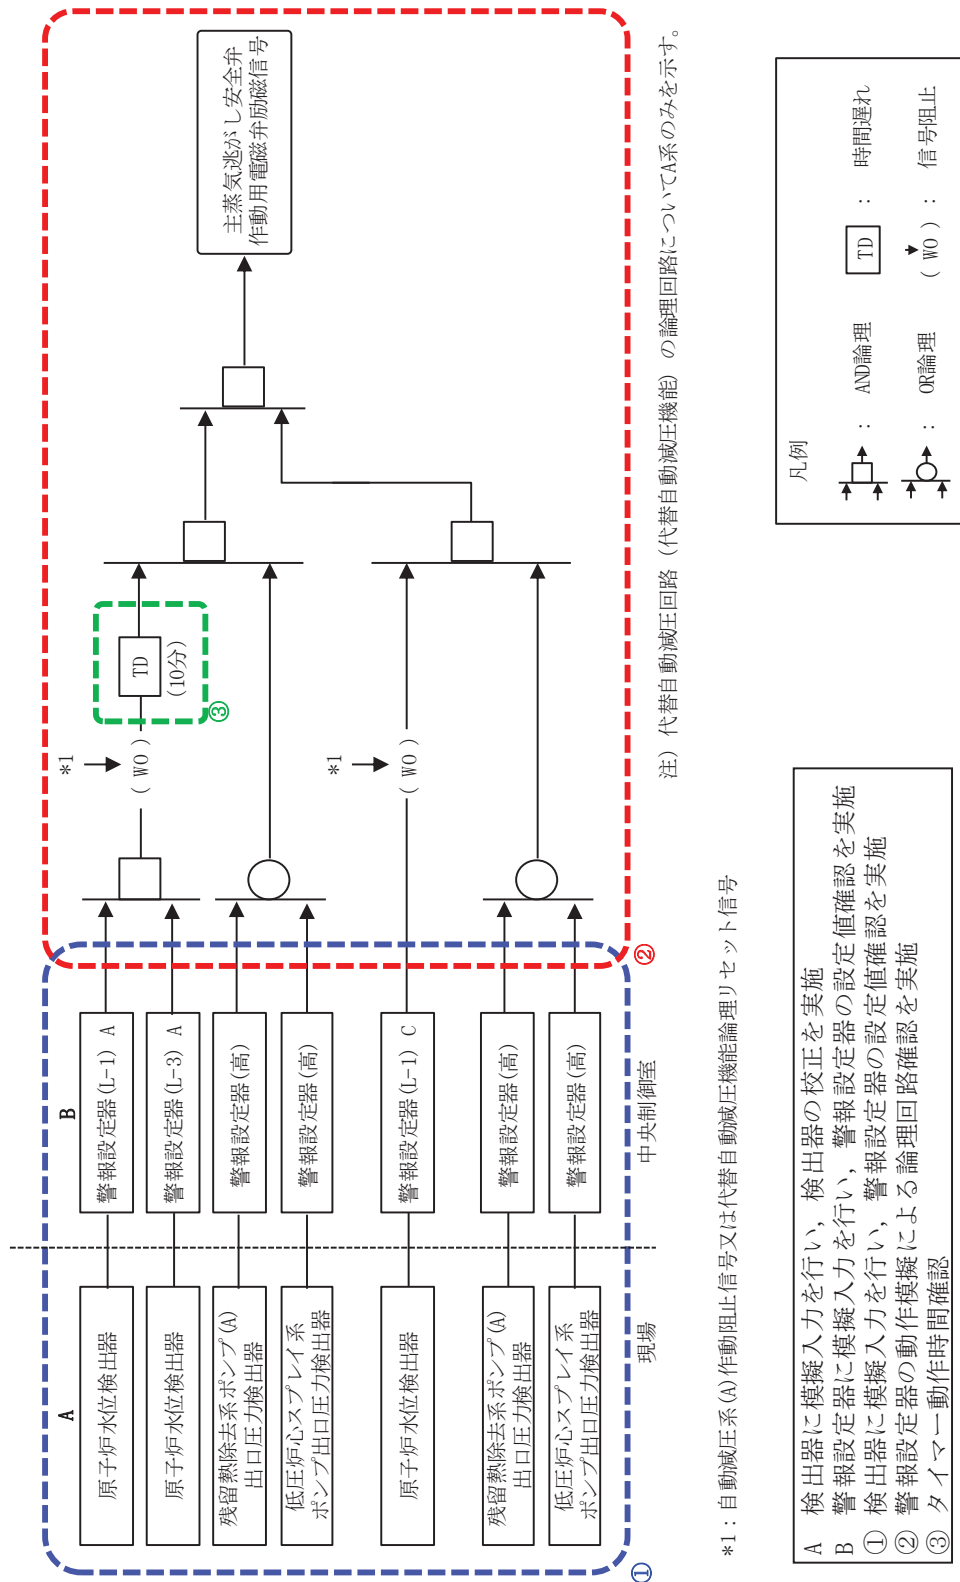 A
B
原子炉水位検出器
警報設定器(L-1) A
原子炉水位検出器
警報設定器(L-3) A
残留熱除去系ポンプ(A)
出口圧力検出器
警報設定器(高)
低圧炉心スプレイ系
ポンプ出口圧力検出器
警報設定器(高)
原子炉水位検出器
警報設定器(L-1) C
残留熱除去系ポンプ(A)
出口圧力検出器
警報設定器(高)
低圧炉心スプレイ系
ポンプ出口圧力検出器
警報設定器(高)
現場
中央制御室
①
②
*1
( WO )
TD
(10分)
③
*1
( WO )
主蒸気逃がし安全弁
作動用電磁弁励磁信号
注) 代替自動減圧回路 (代替自動減圧機能) の論理回路についてA系のみを示す。
*1:自動減圧系(A)作動阻止信号又は代替自動減圧機能論理リセット信号
凡例
: AND論理
TD : 時間遅れ
: OR論理
( WO ) : 信号阻止
A 検出器に模擬入力を行い, 検出器の校正を実施
B 警報設定器に模擬入力を行い, 警報設定器の設定値確認を実施
① 検出器に模擬入力を行い, 警報設定器の設定値確認を実施
② 警報設定器の動作模擬による論理回路確認を実施
③ タイマー動作時間確認